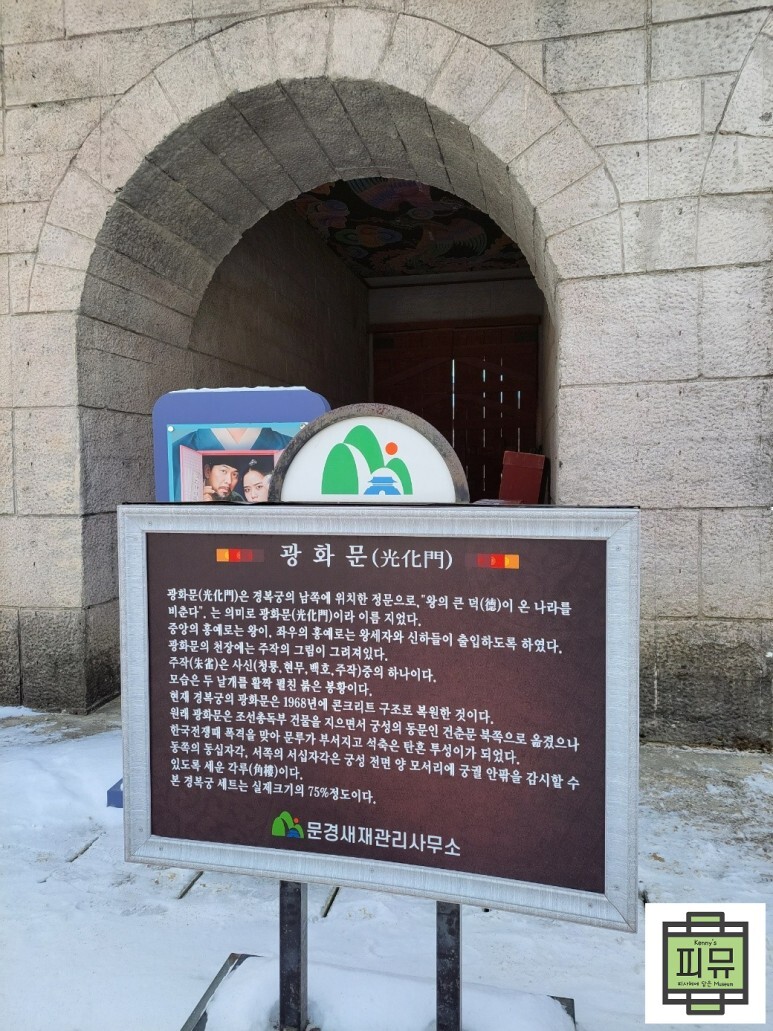 광 화 문(光化門)
광화문(光化門)은 경복궁의 남쪽에 위치한 정문으로,"왕의 큰 덕(德)이 온 나라를
비춘다", 는 의미로 광화문(光化門)이라 이름 지었다.
중앙의 홍예로는 왕이, 좌우의 홍예로는 왕세자와 신하들이 출입하도록 하였다.
광화문의 천장에는 주작의 그림이 그려져있다.
주작(朱雀)은 사신(청룡,현무,백호,주작)중의 하나이다.
모습은 두 날개를 활짝 펼친 붉은 봉황이다.
현재 경복궁의 광화문은 1968년에 콘크리트 구조로 복원한 것이다.
원래 광화문은 조선총독부 건물을 지으면서 궁성의 동문인 건춘문 북쪽으로 옮겼으나
한국전쟁때 폭격을 맞아 문루가 부서지고 석축은 탄흔 투성이가 되었다.
동쪽의 동십자각, 서쪽의 서십자각은 궁성 전면 양 모서리에 궁궐 안팎을 감시할 수
있도록 세운 각루(角樓)이다.
본 경복궁 세트는 실제크기의 75%정도이다.
문경새재관리사무소
Kenny's
피뮤
피사체에 담은 Museum